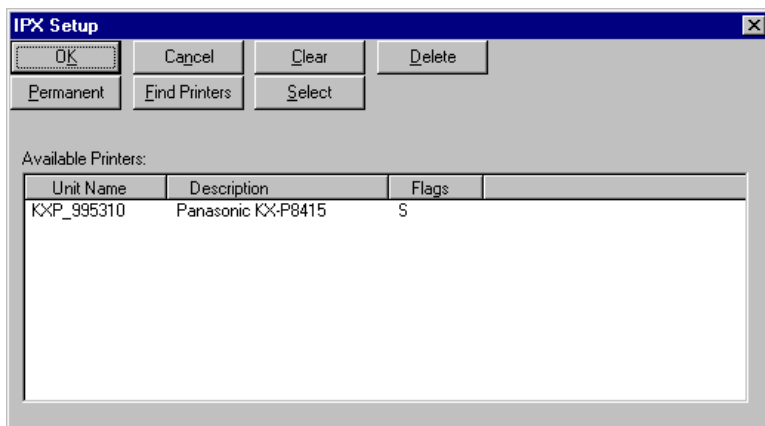 IPX Setup
OK Cancel Clear Delete
Permanent Find Printers Select
Available Printers:
Unit Name Description Flags
KXP_995310 Panasonic KX-P8415 S